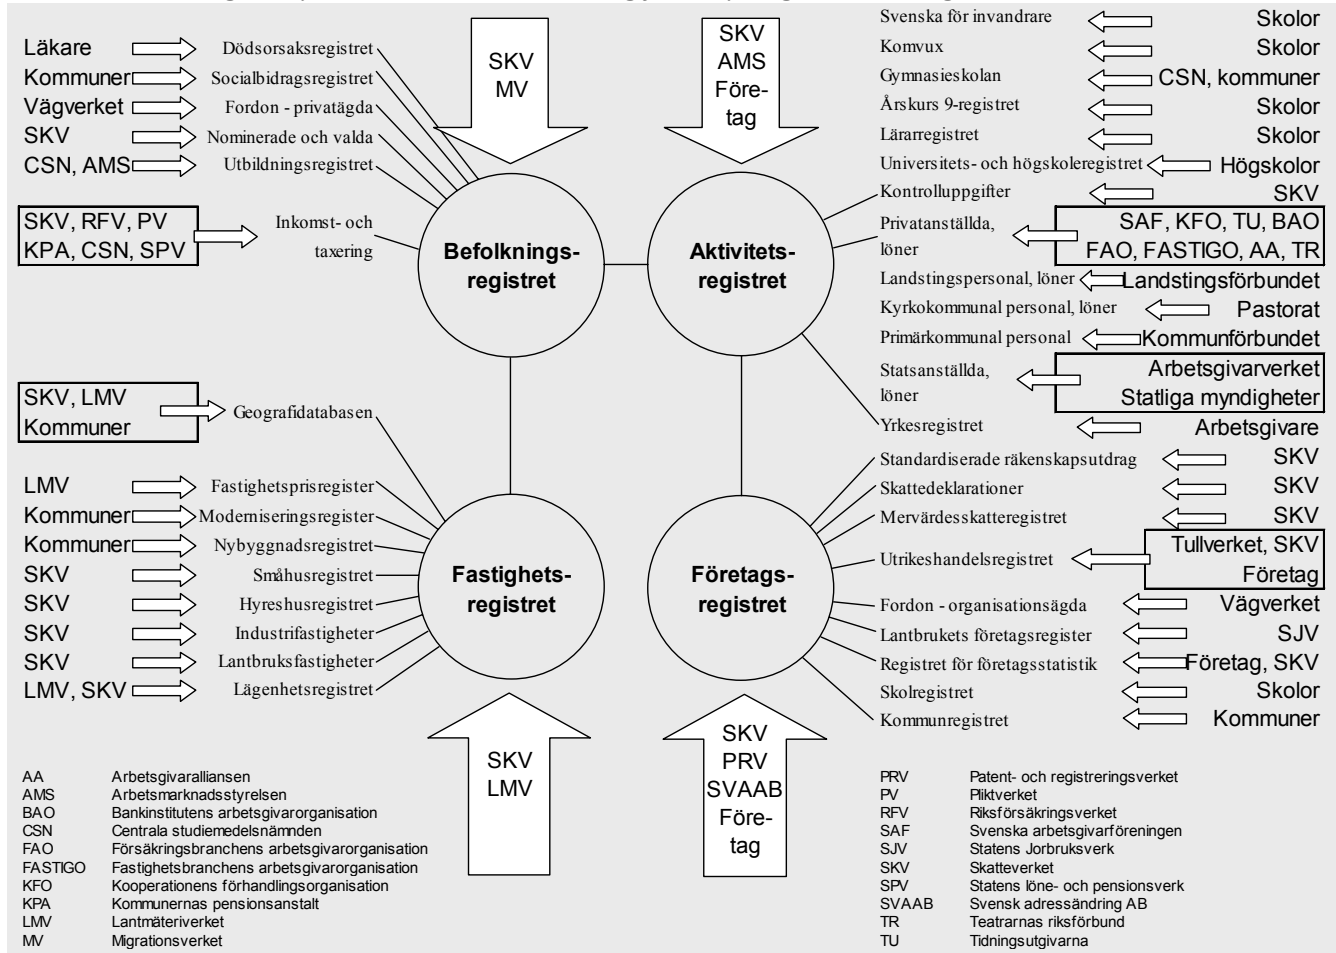 Läkare
Dödsorsaksregistret
Kommuner
Socialbidragsregistret
Vägverket
Fordon - privatägda
SKV
Nominerade och valda
CSN, AMS
Utbildningsregistret
SKV, RFV, PV
KPA, CSN, SPV
Inkomst- och
taxering
SKV
MV
Befolknings-
registret
SKV
AMS
Före-
tag
Aktivitets-
registret
Svenska för invandrare
Skolor
Komvux
Skolor
Gymnasieskolan
CSN, kommuner
Årskurs 9-registret
Skolor
Lärarregistret
Skolor
Universitets- och högskoleregistret
Högskolor
Kontrolluppgifter
SKV
Privatanställda,
löner
SAF, KFO, TU, BAO
FAO, FASTIGO, AA, TR
Landstingspersonal, löner
Landstingsförbundet
Kyrkokommunal personal, löner
Pastorat
Primärkommunal personal
Kommunförbundet
Statsanställda,
löner
Arbetsgivarverket
Statliga myndigheter
Yrkesregistret
Arbetsgivare
SKV, LMV
Kommuner
Geografidatabasen
LMV
Fastighetsprisregister
Kommuner
Moderniseringsregister
Kommuner
Nybyggnadsregistret
SKV
Småhusregistret
SKV
Hyreshusregistret
SKV
Industrifastigheter
SKV
Lantbruksfastigheter
LMV, SKV
Lägenhetsregistret
Fastighets-
registret
SKV
LMV
Företags-
registret
SKV
PRV
SVAAB
Före-
tag
Standardiserade räkenskapsutdrag
SKV
Skattedeklarationer
SKV
Mervärdesskatteregistret
SKV
Utrikeshandelsregistret
Tullverket, SKV
Företag
Fordon - organisationsägda
Vägverket
Lantbrukets företagsregister
SJV
Registret för företagsstatistik
Företag, SKV
Skolregistret
Skolor
Kommunregistret
Kommuner
AA Arbetsgivaralliansen
AMS Arbetsmarknadsstyrelsen
BAO Bankinstitutens arbetsgivarorganisation
CSN Centrala studiemedelsnämnden
FAO Försäkringsbranchens arbetsgivarorganisation
FASTIGO Fastighetsbranchens arbetsgivarorganisation
KFO Kooperationens förhandlingsorganisation
KPA Kommunernas pensionsanstalt
LMV Lantmäteriverket
MV Migrationsverket
PRV Patent- och registreringsverket
PV Pliktverket
RFV Riksförsäkringsverket
SAF Svenska arbetsgivarföreningen
SJV Statens Jorbruksverk
SKV Skatteverket
SPV Statens löne- och pensionsverk
SVAAB Svensk adressändring AB
TR Teatrarnas riksförbund
TU Tidningsutgivarna